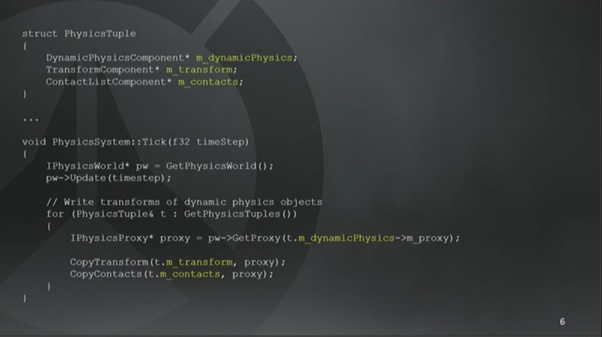 struct PhysicsTuple
{
DynamicPhysicsComponent* m_dynamicPhysics;
TransformComponent* m_transform;
ContactListComponent* m_contacts;
}
...
void PhysicsSystem::Tick(f32 timeStep)
{
IPhysicsWorld* pw = GetPhysicsWorld();
pw->Update(timestep);
// Write transforms of dynamic physics objects
for (PhysicsTuple& t : GetPhysicsTuples())
{
IPhysicsProxy* proxy = pw->GetProxy(t.m_dynamicPhysics->m_proxy);
CopyTransform(t.m_transform, proxy);
CopyContacts(t.m_contacts, proxy);
}
}
6